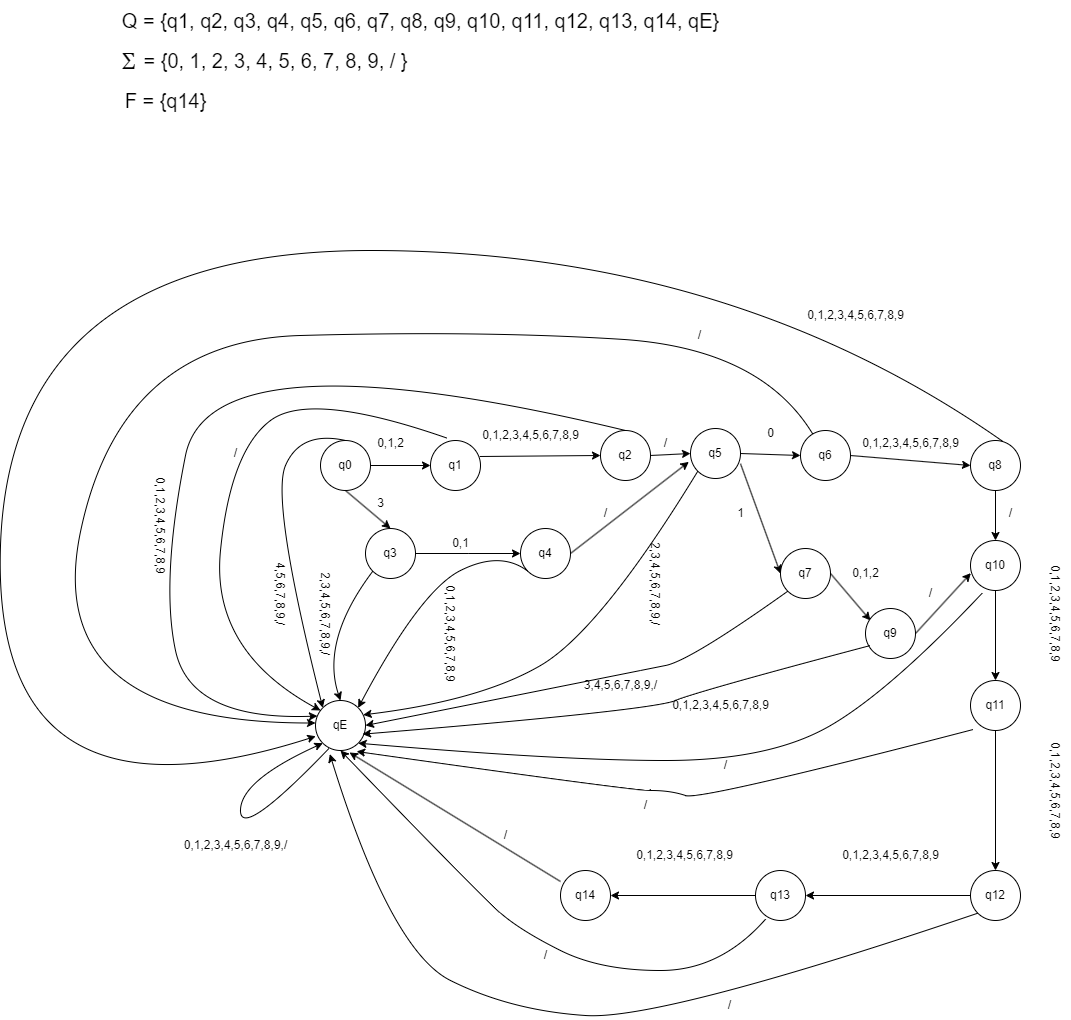 Q = {q1, q2, q3, q4, q5, q6, q7, q8, q9, q10, q11, q12, q13, q14, qE}
Σ = {0, 1, 2, 3, 4, 5, 6, 7, 8, 9, / }
F = {q14}
0,1,2,3,4,5,6,7,8,9
/
0
0,1,2
0,1,2,3,4,5,6,7,8,9
/
0,1,2,3,4,5,6,7,8,9
/
q0
q1
q2
q5
q6
q8
0,1,2,3,4,5,6,7,8,9
3
/
1
/
0,1
q3
q4
q7
0,1,2
q10
4,5,6,7,8,9,/
2,3,4,5,6,7,8,9,/
0,1,2,3,4,5,6,7,8,9
2,3,4,5,6,7,8,9,/
/
0,1,2,3,4,5,6,7,8,9
q9
3,4,5,6,7,8,9,/
0,1,2,3,4,5,6,7,8,9
q11
qE
/
/
0,1,2,3,4,5,6,7,8,9
/
0,1,2,3,4,5,6,7,8,9,/
0,1,2,3,4,5,6,7,8,9
0,1,2,3,4,5,6,7,8,9
q14
q13
q12
/
/